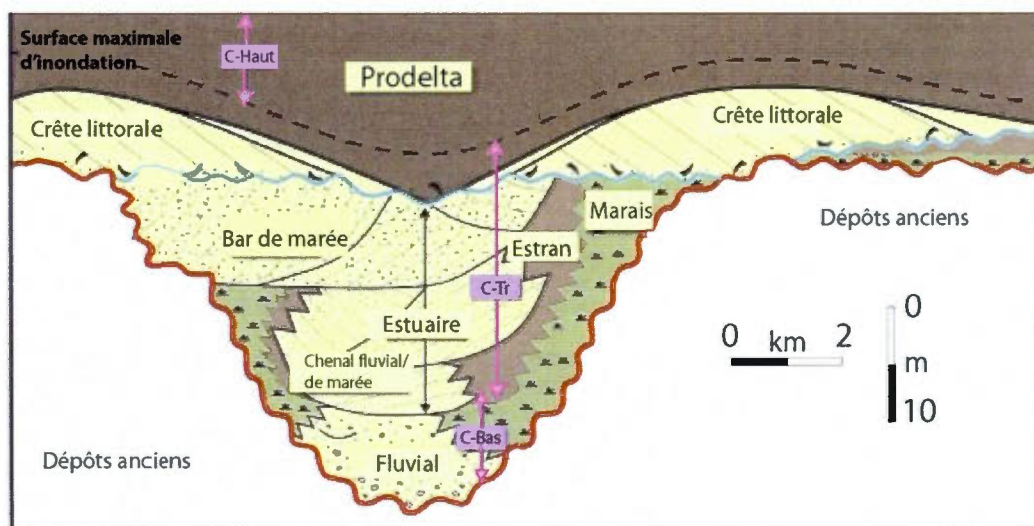 Surface maximale
d'inondation
C-Haut
Prodelta
Crête littorale
Crête littorale
Marais
Dépôts anciens
Bar de marée
Estran
C-Tr
Estuaire
Chenal fluvial/
de marée
0 km 2
0
m
10
C-Bas
Dépôts anciens
Fluvial